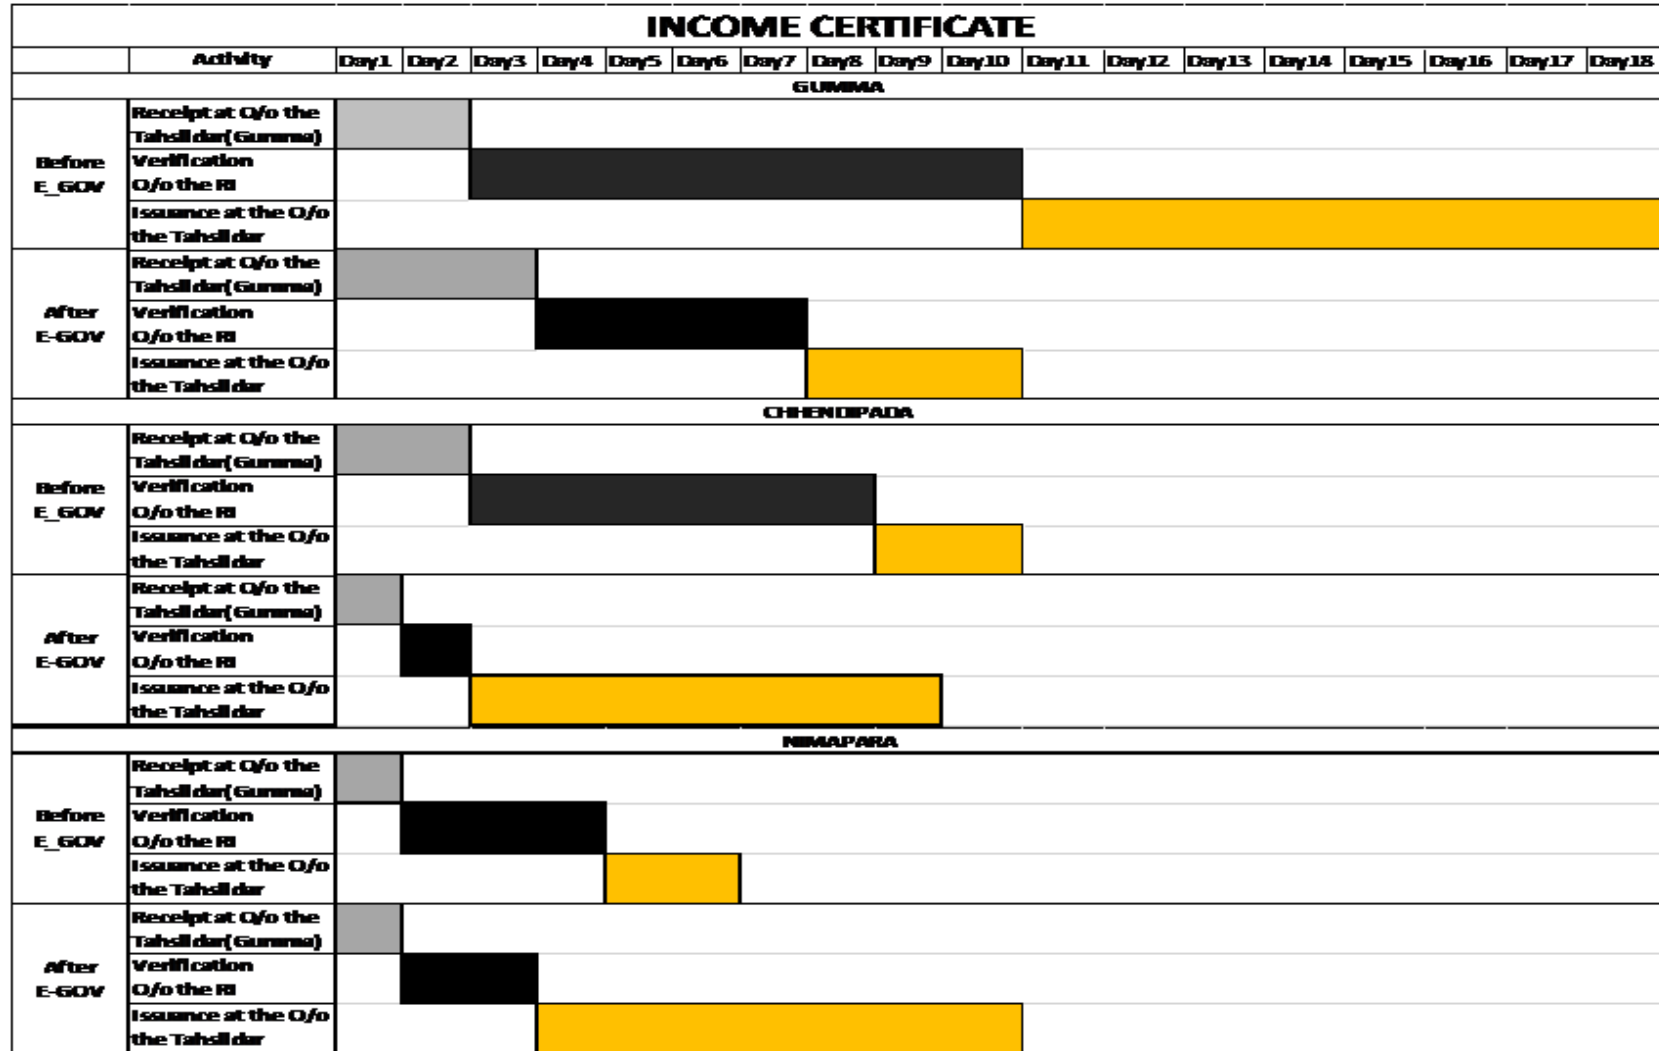 INCOME CERTIFICATE
Activity Day1 Day2 Day3 Day4 Day5 Day6 Day7 Day8 Day9 Day10 Day11 Day12 Day13 Day14 Day15 Day16 Day17 Day18
GUMMA
Before
E_GOV
Receipt at O/o the
Tahsildar(Gumma)
Verification
O/o the RI
Issuance at the O/o
the Tahsildar
After
E-GOV
Receipt at O/o the
Tahsildar(Gumma)
Verification
O/o the RI
Issuance at the O/o
the Tahsildar
CHHENDIPADA
Before
E_GOV
Receipt at O/o the
Tahsildar(Gumma)
Verification
O/o the RI
Issuance at the O/o
the Tahsildar
After
E-GOV
Receipt at O/o the
Tahsildar(Gumma)
Verification
O/o the RI
Issuance at the O/o
the Tahsildar
NIMAPARA
Before
E_GOV
Receipt at O/o the
Tahsildar(Gumma)
Verification
O/o the RI
Issuance at the O/o
the Tahsildar
After
E-GOV
Receipt at O/o the
Tahsildar(Gumma)
Verification
O/o the RI
Issuance at the O/o
the Tahsildar